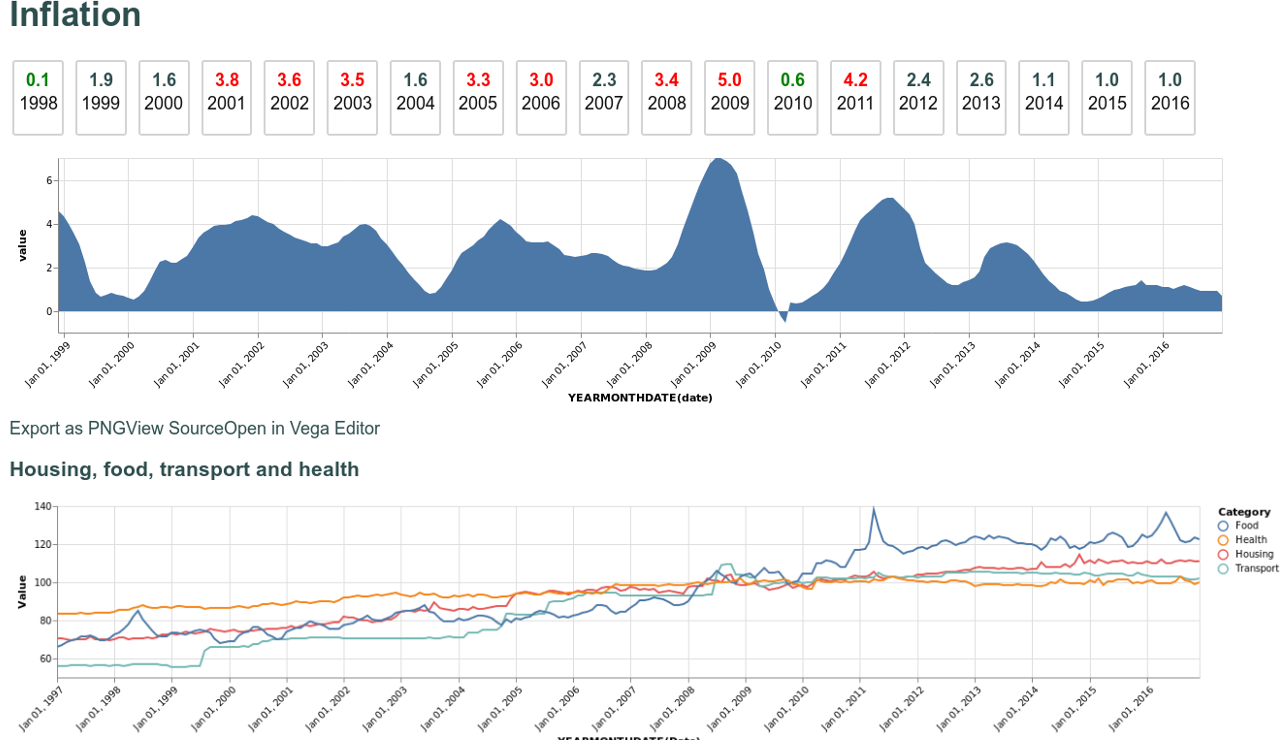 Inflation
0.1 1.9 1.6 3.8 3.6 3.5 1.6 3.3 3.0 2.3 3.4 5.0 0.6 4.2 2.4 2.6 1.1 1.0 1.0
1998 1999 2000 2001 2002 2003 2004 2005 2006 2007 2008 2009 2010 2011 2012 2013 2014 2015 2016
6
4
2
0
value
Jan 01, 1999 Jan 01, 2000 Jan 01, 2001 Jan 01, 2002 Jan 01, 2003 Jan 01, 2004 Jan 01, 2005 Jan 01, 2006 Jan 01, 2007 Jan 01, 2008 Jan 01, 2009 Jan 01, 2010 Jan 01, 2011 Jan 01, 2012 Jan 01, 2013 Jan 01, 2014 Jan 01, 2015 Jan 01, 2016
YEARMONTHDATE(date)
Export as PNGView SourceOpen in Vega Editor
Housing, food, transport and health
140
120
100
80
60
Value
Category
Food
Health
Housing
Transport
Jan 01, 1997 Jan 01, 1998 Jan 01, 1999 Jan 01, 2000 Jan 01, 2001 Jan 01, 2002 Jan 01, 2003 Jan 01, 2004 Jan 01, 2005 Jan 01, 2006 Jan 01, 2007 Jan 01, 2008 Jan 01, 2009 Jan 01, 2010 Jan 01, 2011 Jan 01, 2012 Jan 01, 2013 Jan 01, 2014 Jan 01, 2015 Jan 01, 2016
YEARMONTHDATE(Date)